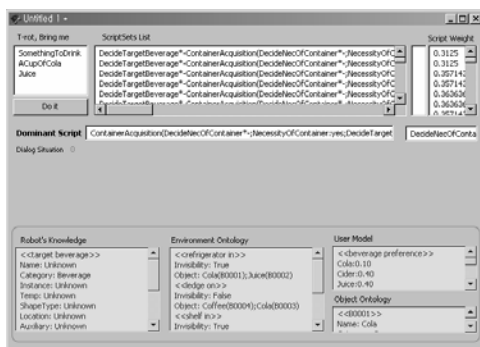 Untitled 1
T-rot, Bring me
ScriptSets List
Script Weight
SomethingToDrink
ACupOfCola
Juice
Do it
DecideTargetBeverage*-ContainerAcquisition(DecideNecOfContainer*-;NecessityOfC
DecideTargetBeverage*-ContainerAcquisition(DecideNecOfContainer*-;NecessityOfC
DecideTargetBeverage*-ContainerAcquisition(DecideNecOfContainer*-;NecessityOfC
DecideTargetBeverage*-ContainerAcquisition(DecideNecOfContainer*-;NecessityOfC
DecideTargetBeverage*-ContainerAcquisition(DecideNecOfContainer*-;NecessityOfC
0.3125
0.3125
0.357143
0.357143
0.363636
Dominant Script
ContainerAcquisition(DecideNecOfContainer*-;NecessityOfContainer:yes;DecideTarget
DecideNecOfConta
Dialog Situation 0
Robot's Knowledge
<<target beverage>>
Name: Unknown
Category: Beverage
Instance: Unknown
Temp: Unknown
ShapeType: Unknown
Location: Unknown
Auxiliary: Unknown
Environment Ontology
<<refrigerator in>>
Invisibility: True
Object: Cola(B0001);Juice(B0002)
<<ledge on>>
Invisibility: False
Object: Coffee(B0004);Cola(B0003)
<<shelf in>>
Invisibility: True
User Model
<<beverage preference>>
Cola:0.10
Cider:0.40
Juice:0.40
Object Ontology
<<B0001>>
Name: Cola